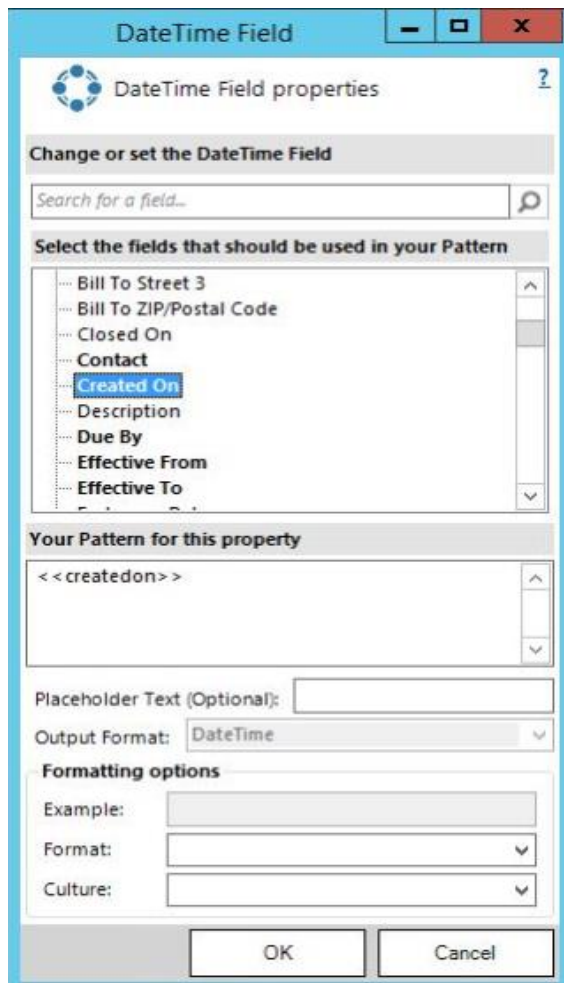 DateTime Field
DateTime Field properties ?
Change or set the DateTime Field
Search for a field...
Select the fields that should be used in your Pattern
Bill To Street 3
Bill To ZIP/Postal Code
Closed On
Contact
Created On
Description
Due By
Effective From
Effective To
Your Pattern for this property
<<createdon>>
Placeholder Text (Optional):
Output Format: DateTime
Formatting options
Example:
Format:
Culture:
OK Cancel